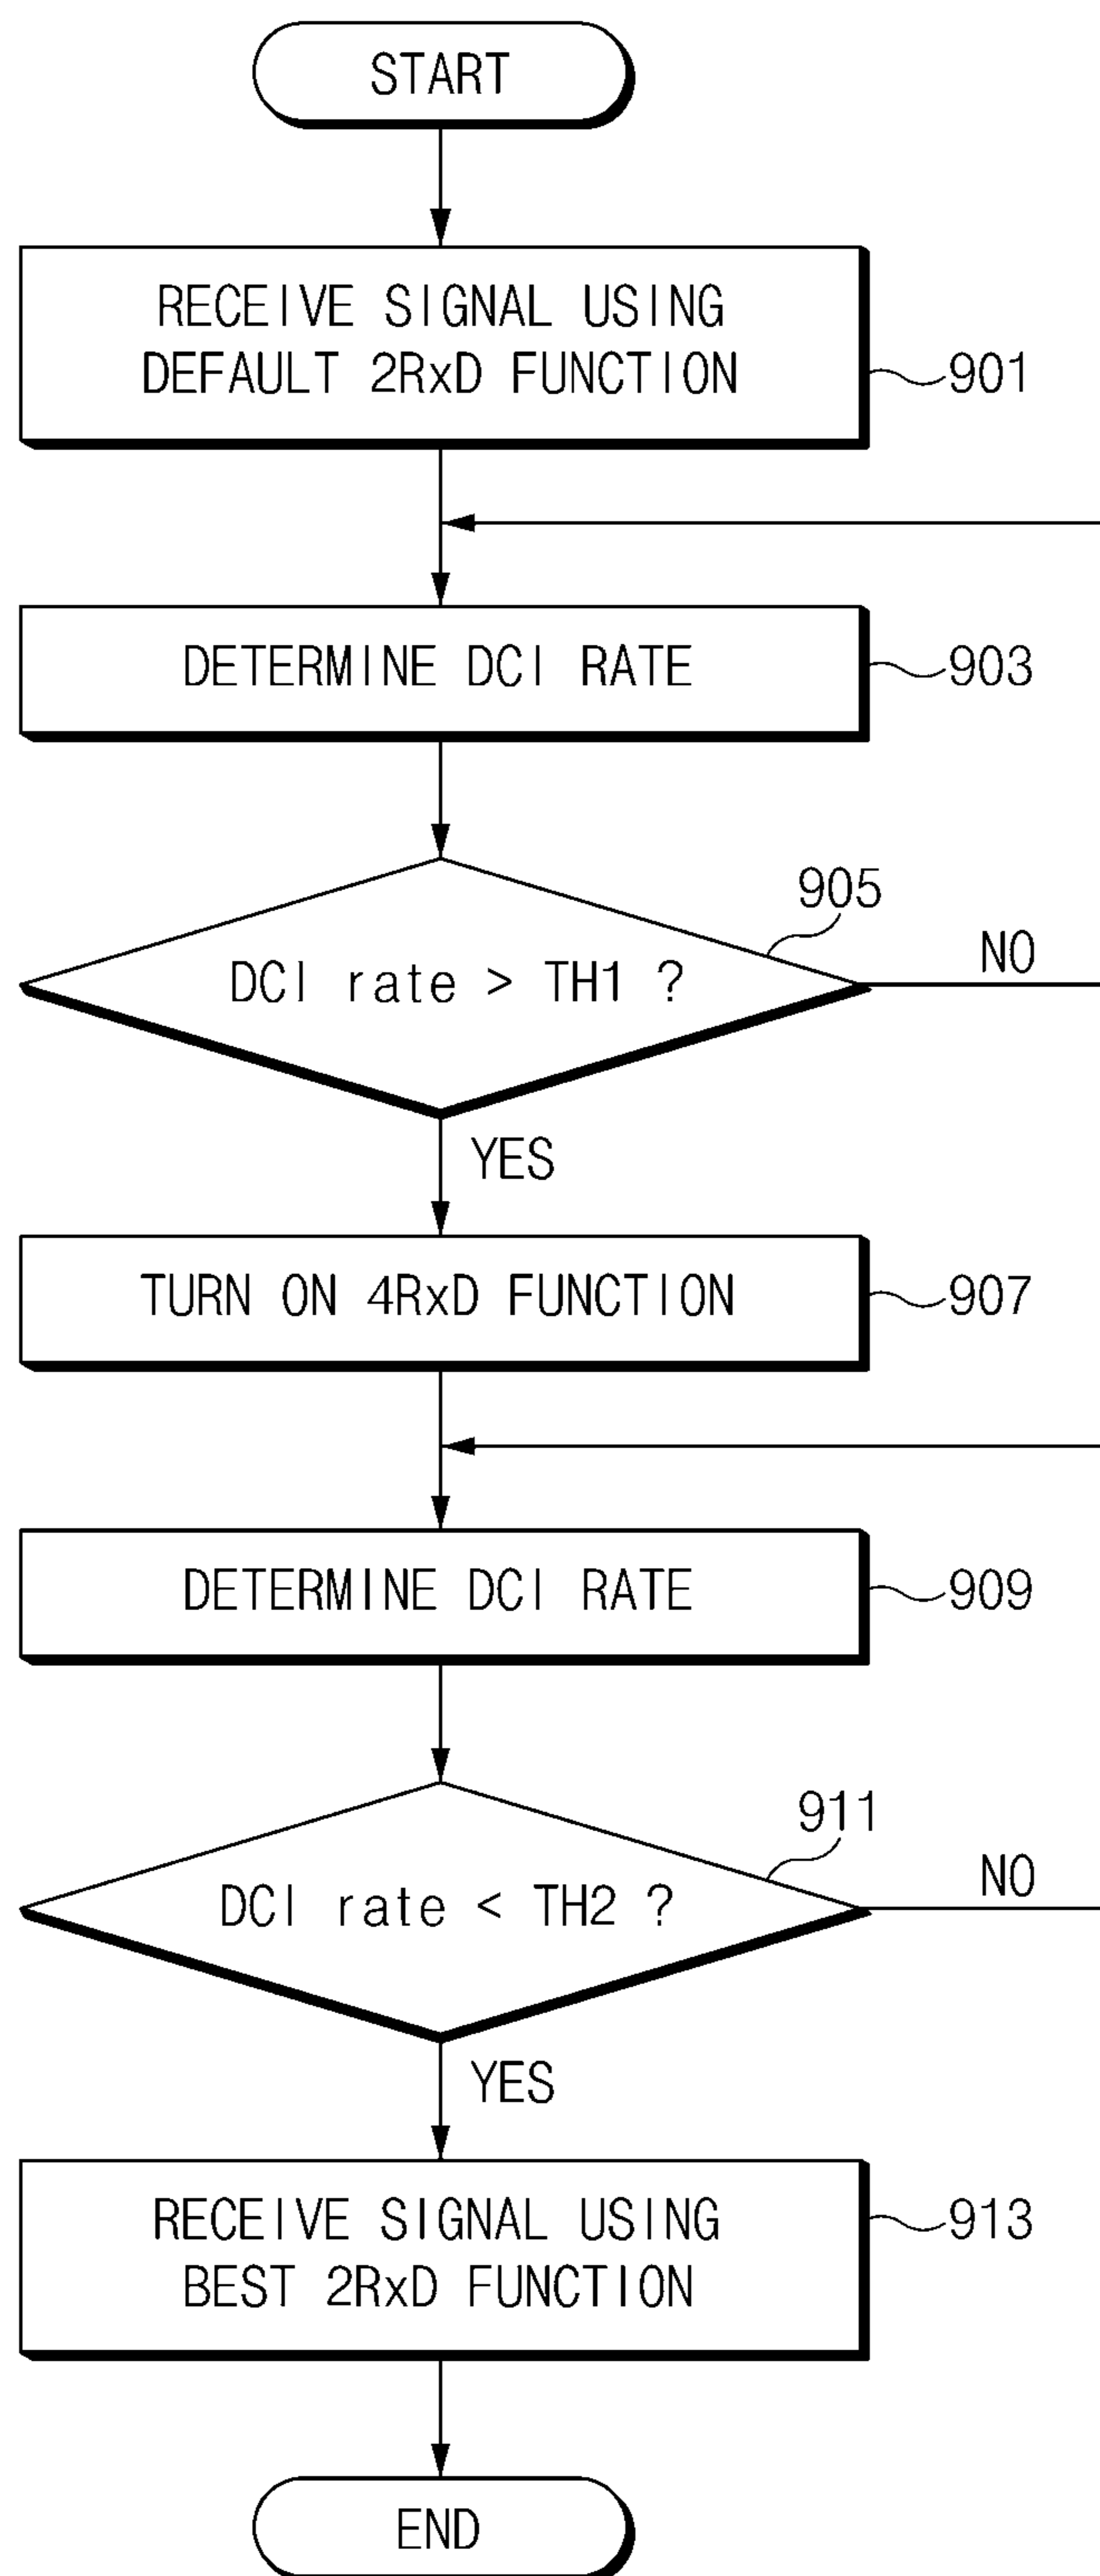 START
RECEIVE SIGNAL USING
DEFAULT 2RxD FUNCTION
901
DETERMINE DCI RATE
903
905
DCI rate > TH1 ?
NO
YES
TURN ON 4RxD FUNCTION
907
DETERMINE DCI RATE
909
911
DCI rate < TH2 ?
NO
YES
RECEIVE SIGNAL USING
BEST 2RxD FUNCTION
913
END